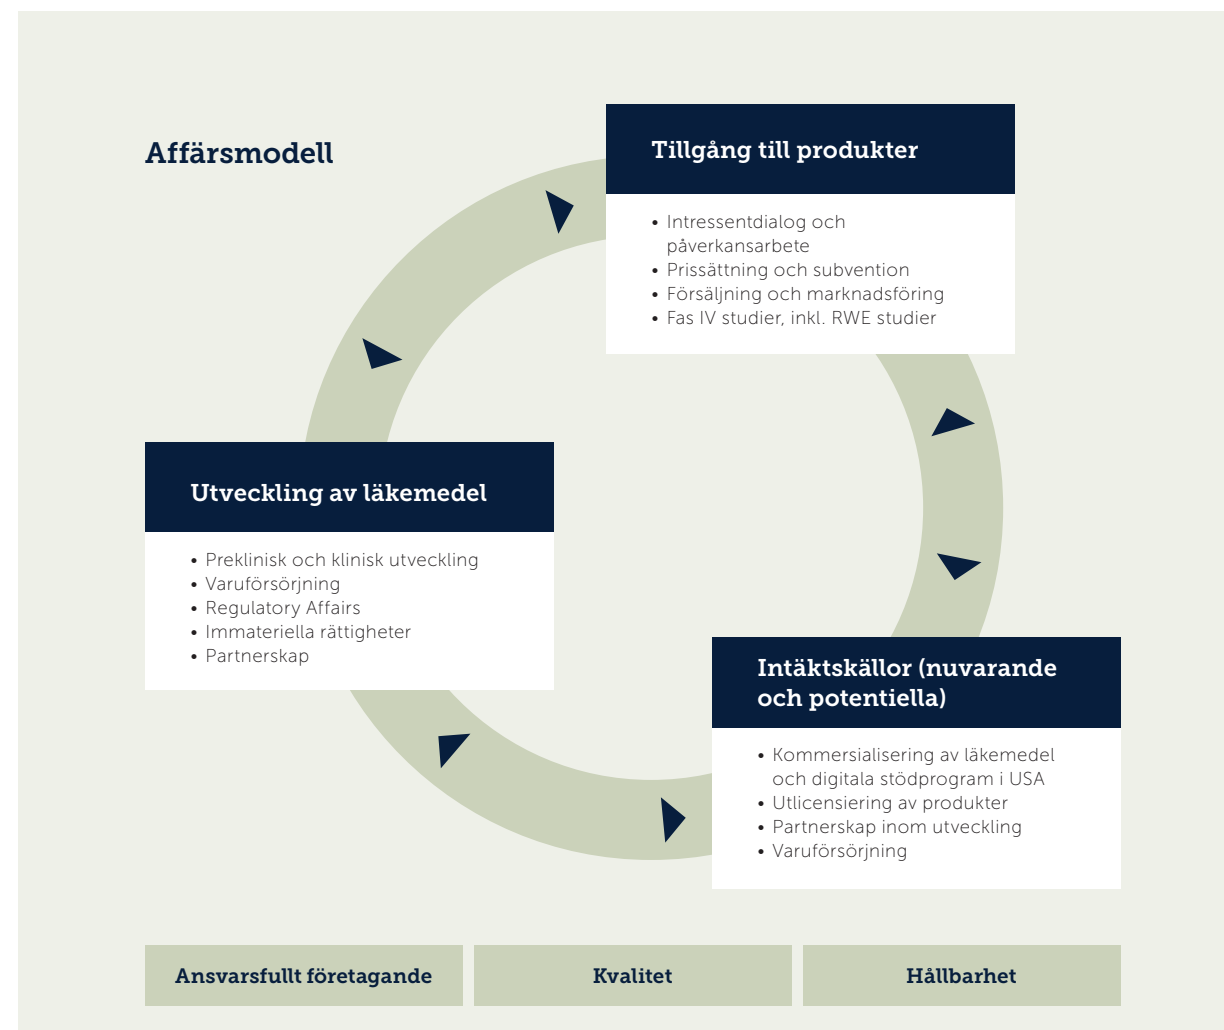 Affärsmodell
Tillgång till produkter
• Intressentdialog och
påverkansarbete
• Prissättning och subvention
• Försäljning och marknadsföring
• Fas IV studier, inkl. RWE studier
Utveckling av läkemedel
• Preklinisk och klinisk utveckling
• Varuförsörjning
• Regulatory Affairs
• Immateriella rättigheter
• Partnerskap
Intäktskällor (nuvarande
och potentiella)
• Kommersialisering av läkemedel
och digitala stödprogram i USA
• Utlicensiering av produkter
• Partnerskap inom utveckling
• Varuförsörjning
Ansvarsfullt företagande
Kvalitet
Hållbarhet